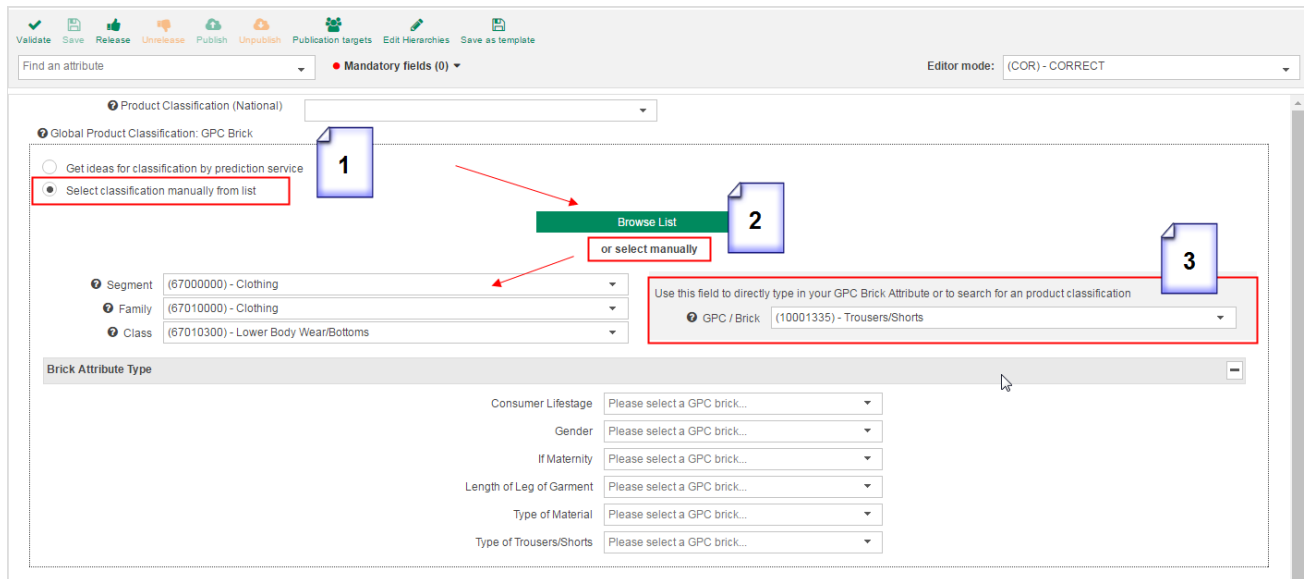 Validate Save Release Unrelease Publish Unpublish Publication targets Edit Hierarchies Save as template
Find an attribute Mandatory fields (0) Editor mode: (COR) - CORRECT
Product Classification (National)
Global Product Classification: GPC Brick
1
Get ideas for classification by prediction service
Select classification manually from list
Browse List
2
or select manually
3
Segment (67000000) - Clothing
Use this field to directly type in your GPC Brick Attribute or to search for an product classification
Family (67010000) - Clothing
GPC / Brick (10001335) - Trousers/Shorts
Class (67010300) - Lower Body Wear/Bottoms
Brick Attribute Type
Consumer Lifestage Please select a GPC brick...
Gender Please select a GPC brick...
If Maternity Please select a GPC brick...
Length of Leg of Garment Please select a GPC brick...
Type of Material Please select a GPC brick...
Type of Trousers/Shorts Please select a GPC brick...